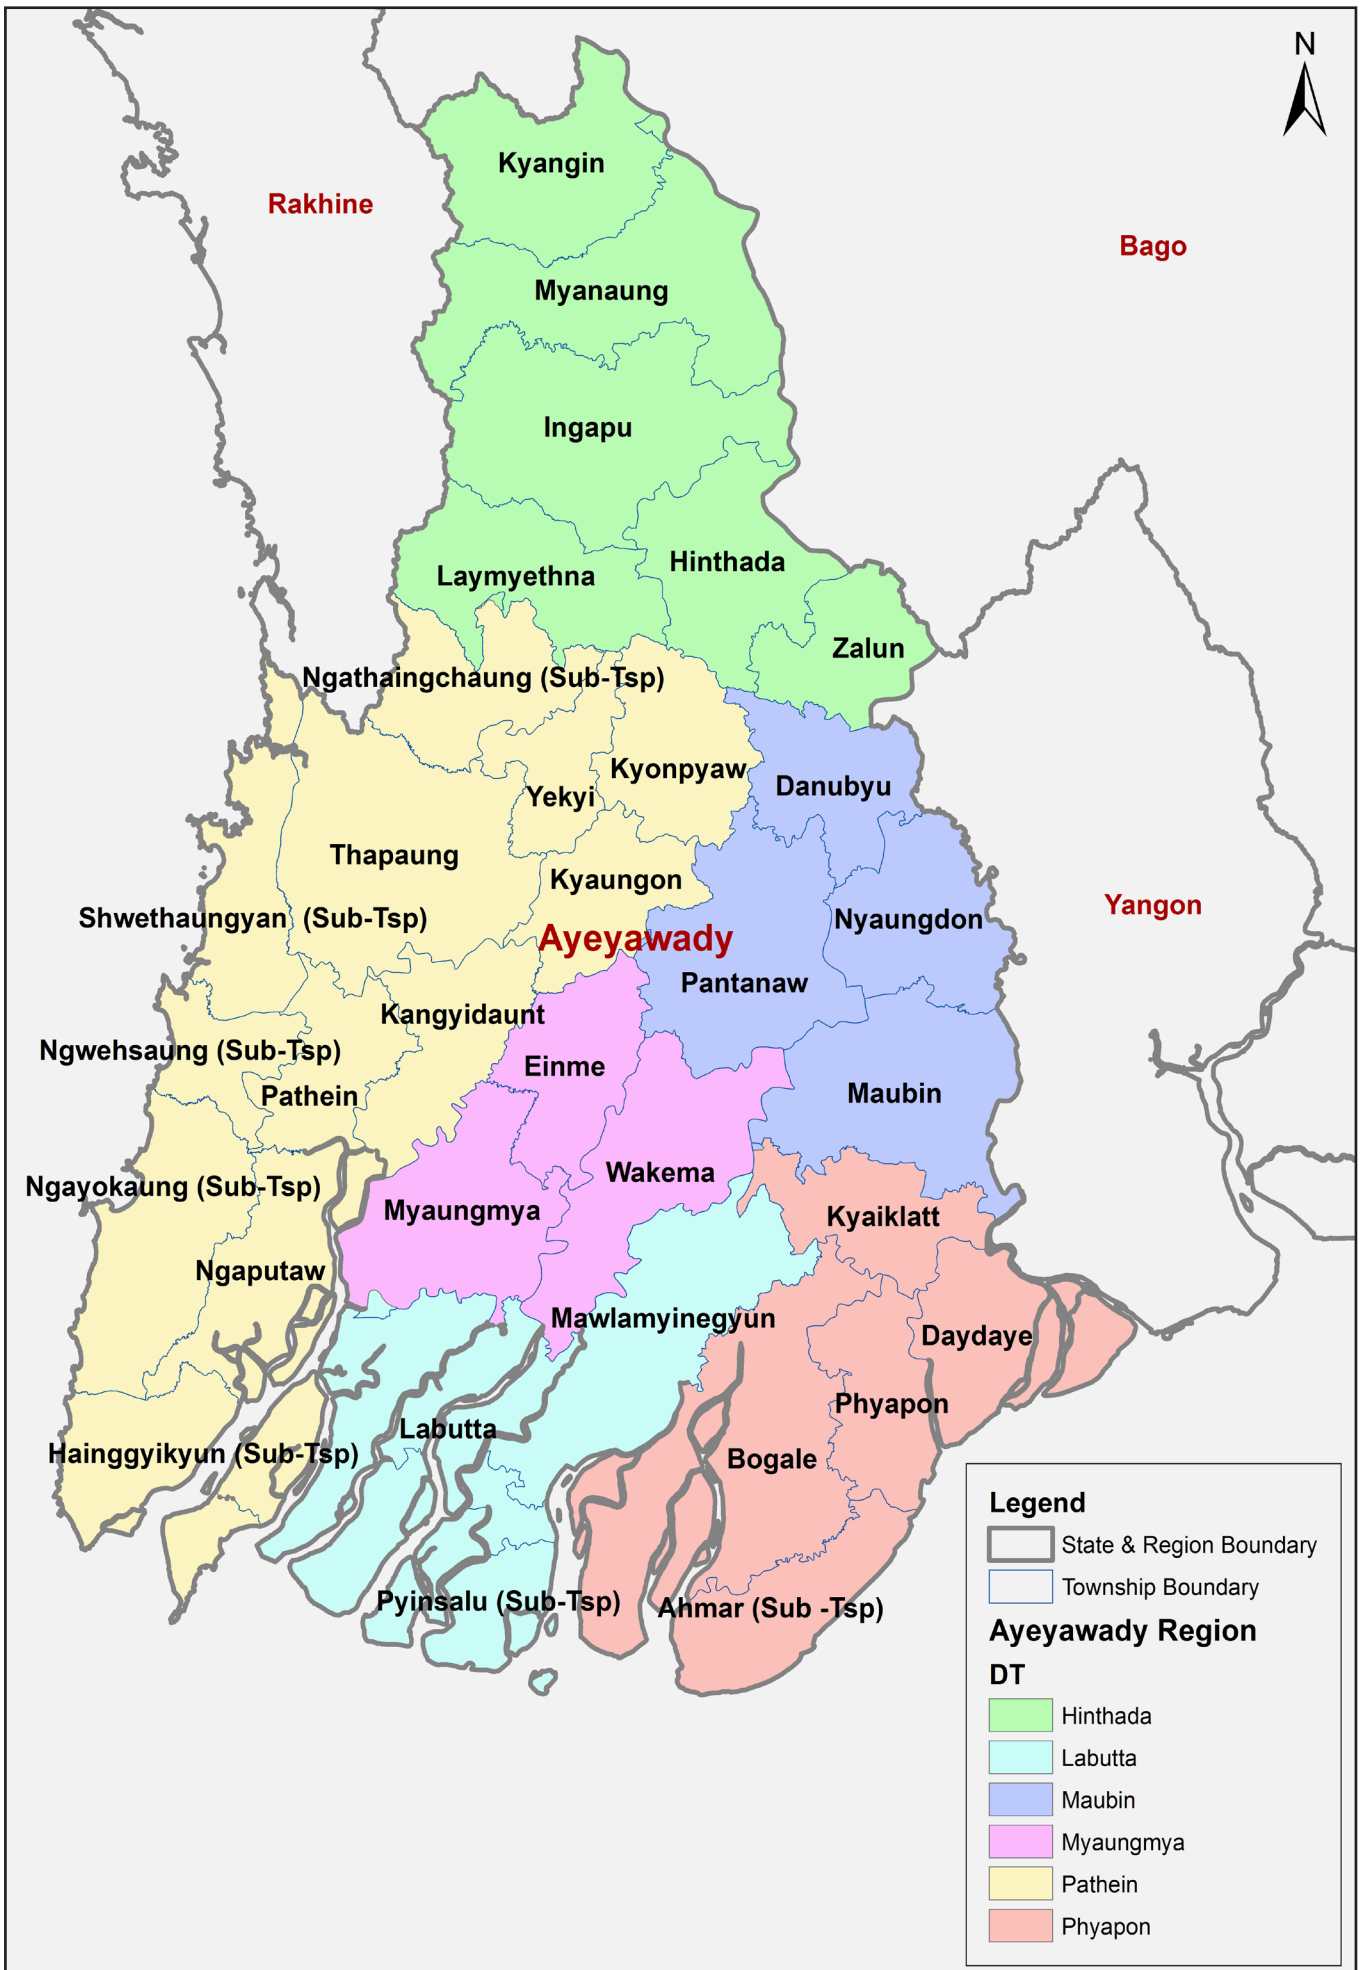 N
Kyangin
Rakhine
Bago
Myanaung
Ingapu
Hinthada
Laymyethna
Zalun
Ngathaingchaung (Sub-Tsp)
Kyonpyaw
Danubyu
Yekyi
Thapaung
Kyaungon
Yangon
Shwethaungyan (Sub-Tsp)
Nyaungdon
Ayeyawady
Pantanaw
Kangyidaunt
Ngwehsaung (Sub-Tsp)
Einme
Maubin
Pathein
Wakema
Ngayokaung (Sub-Tsp)
Myaungmya
Kyaiklatt
Ngaputaw
Mawlamyinegyun
Daydaye
Phyapon
Labutta
Hainggyikyun (Sub-Tsp)
Bogale
Pyinsalu (Sub-Tsp)
Ahmar (Sub -Tsp)
Legend
State & Region Boundary
Township Boundary
Ayeyawady Region
DT
Hinthada
Labutta
Maubin
Myaungmya
Pathein
Phyapon